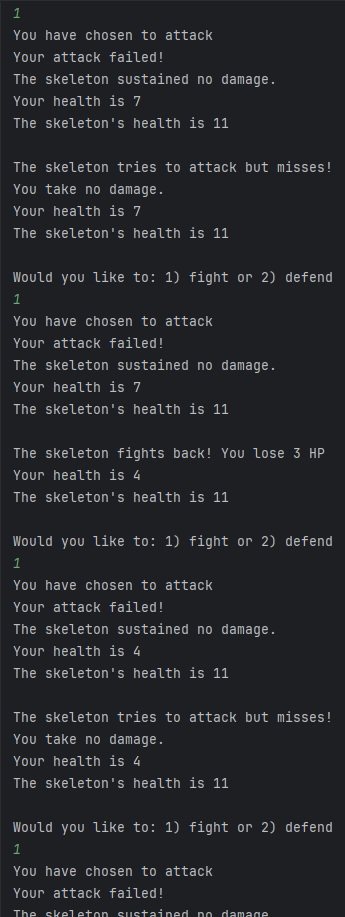 1
You have chosen to attack
Your attack failed!
The skeleton sustained no damage.
Your health is 7
The skeleton's health is 11
The skeleton tries to attack but misses!
You take no damage.
Your health is 7
The skeleton's health is 11
Would you like to: 1) fight or 2) defend
1
You have chosen to attack
Your attack failed!
The skeleton sustained no damage.
Your health is 7
The skeleton's health is 11
The skeleton fights back! You lose 3 HP
Your health is 4
The skeleton's health is 11
Would you like to: 1) fight or 2) defend
1
You have chosen to attack
Your attack failed!
The skeleton sustained no damage.
Your health is 4
The skeleton's health is 11
The skeleton tries to attack but misses!
You take no damage.
Your health is 4
The skeleton's health is 11
Would you like to: 1) fight or 2) defend
1
You have chosen to attack
Your attack failed!
The skeleton sustained no damage.